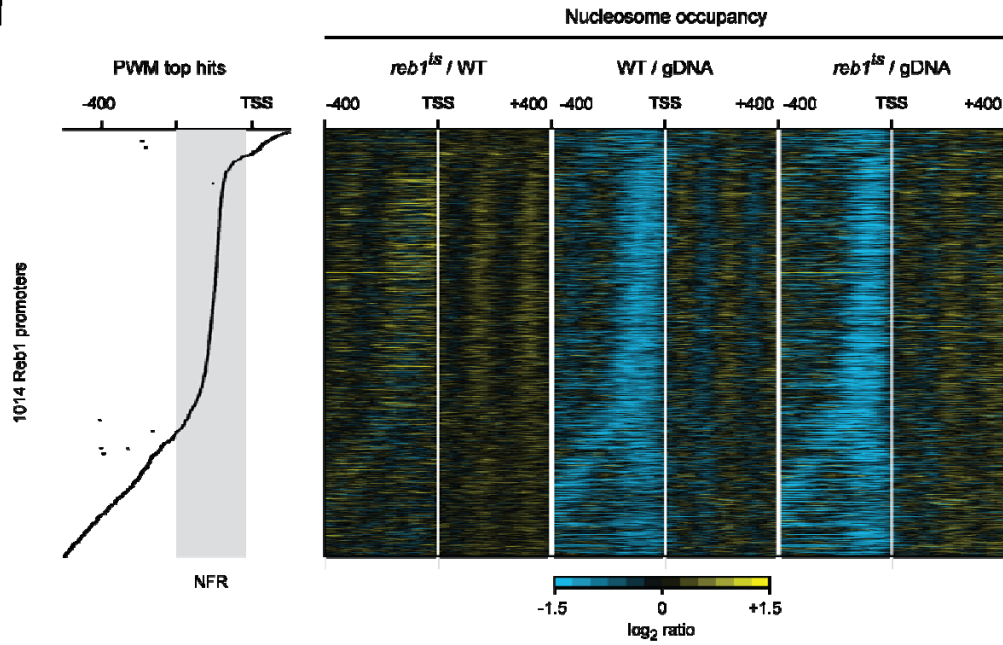 Nucleosome occupancy
PWM top hits
reb1ts / WT
WT / gDNA
reb1ts / gDNA
-400 TSS
-400 TSS +400
-400 TSS +400
-400 TSS +400
1014 Reb1 promoters
NFR
-1.5 0 +1.5
log2 ratio